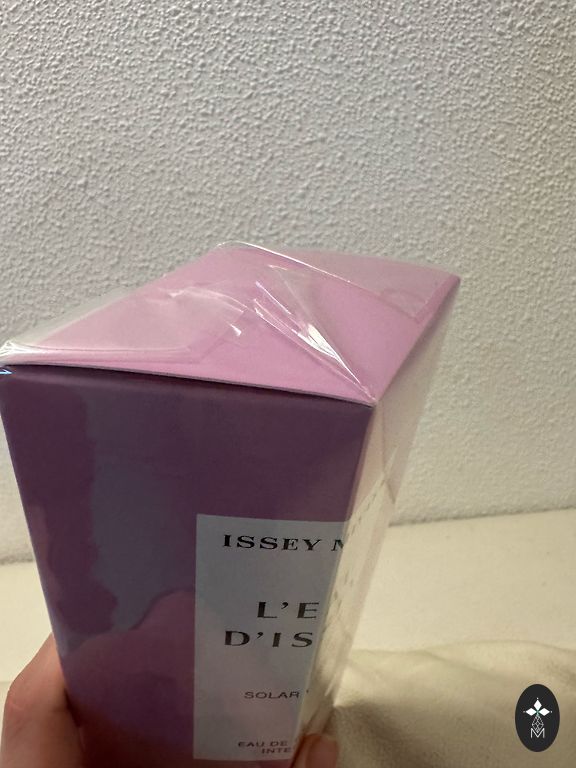 ISSEY
L'E
D'IS
SOLAR
EAU DE
INTE